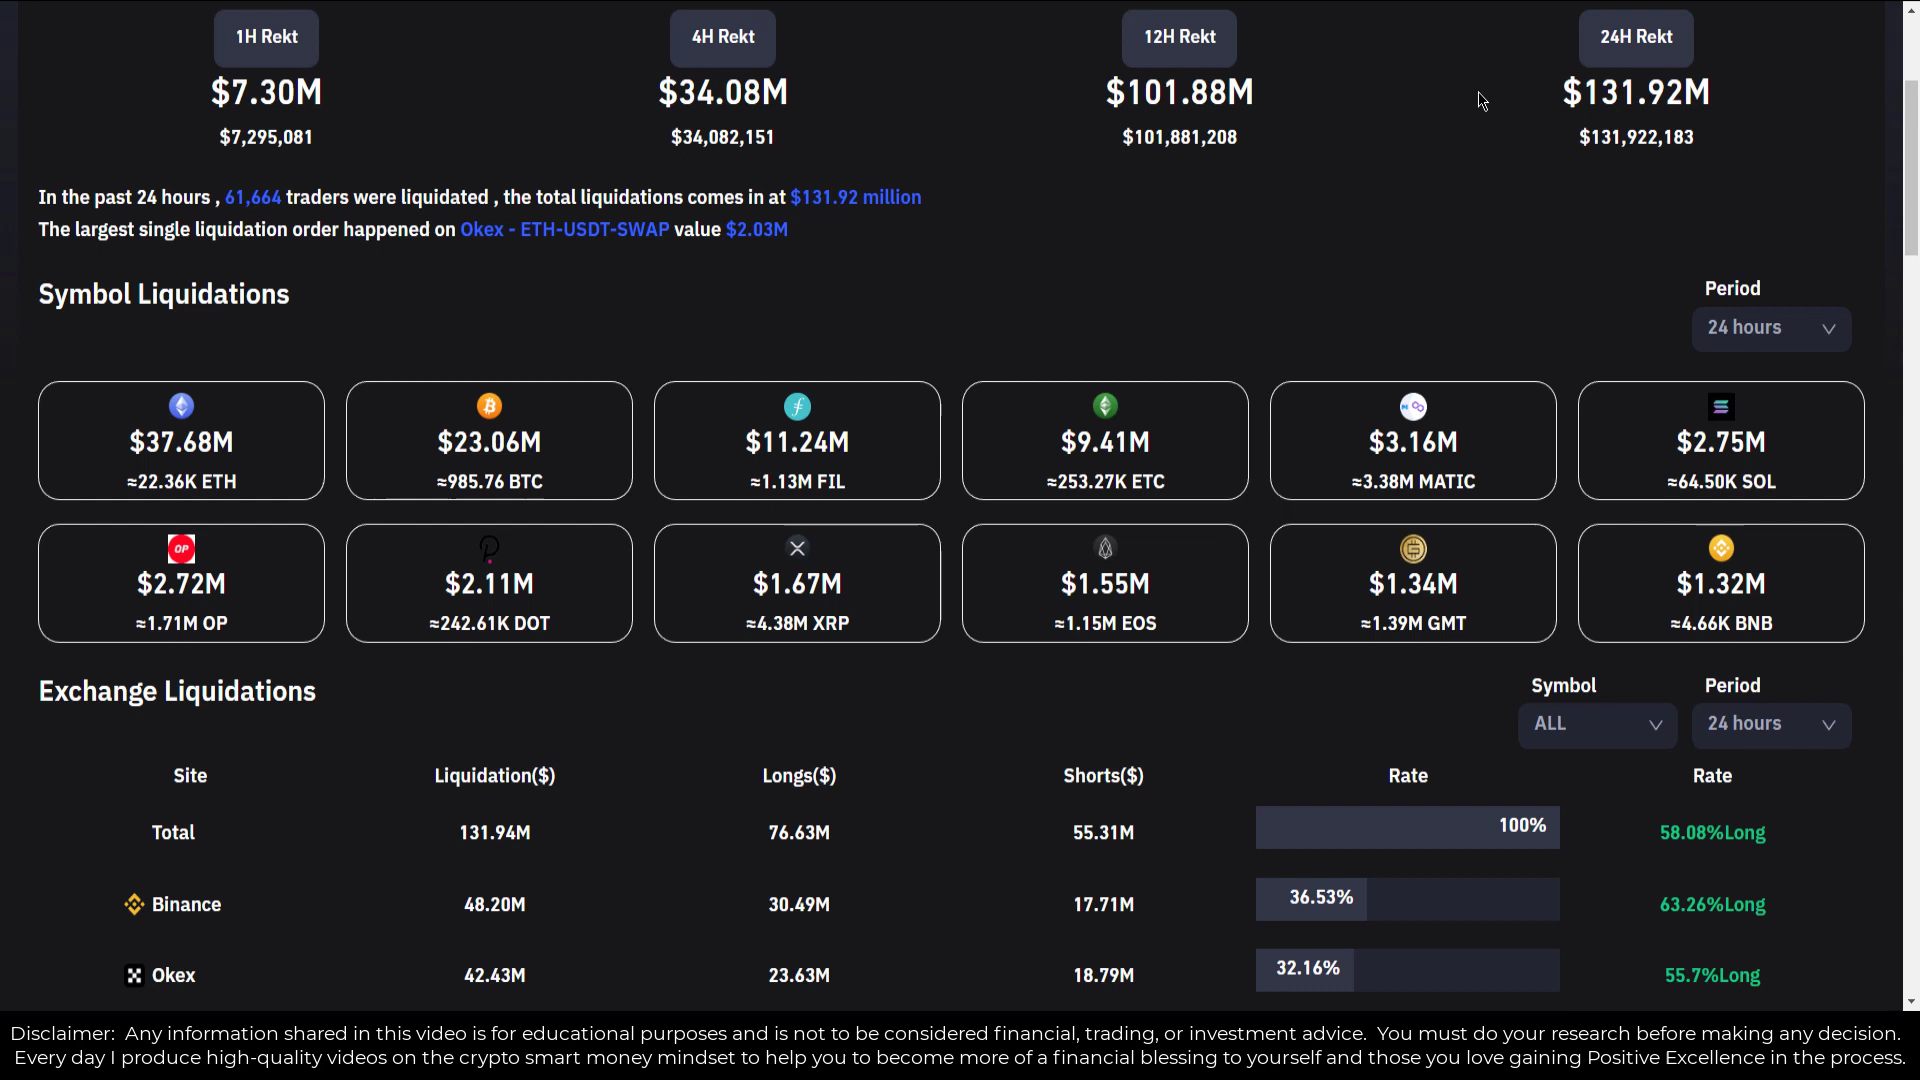 1H Rekt 4H Rekt 12H Rekt 24H Rekt
$7.30M $34.08M $101.88M $131.92M
$7,295,081 $34,082,151 $101,881,208 $131,922,183
In the past 24 hours , 61,664 traders were liquidated , the total liquidations comes in at $131.92 million
The largest single liquidation order happened on Okex - ETH-USDT-SWAP value $2.03M
Symbol Liquidations
Period
24 hours
$37.68M $23.06M $11.24M $9.41M $3.16M $2.75M
≈22.36K ETH ≈985.76 BTC ≈1.13M FIL ≈253.27K ETC ≈3.38M MATIC ≈64.50K SOL
OP
$2.72M $2.11M $1.67M $1.55M $1.34M $1.32M
≈1.71M OP ≈242.61K DOT ≈4.38M XRP ≈1.15M EOS ≈1.39M GMT ≈4.66K BNB
Exchange Liquidations
Symbol Period
ALL 24 hours
Site Liquidation($) Longs($) Shorts($) Rate Rate
Total 131.94M 76.63M 55.31M 100% 58.08%Long
Binance 48.20M 30.49M 17.71M 36.53% 63.26%Long
Okex 42.43M 23.63M 18.79M 32.16% 55.7%Long
Disclaimer: Any information shared in this video is for educational purposes and is not to be considered financial, trading, or investment advice. You must do your research before making any decision.
Every day I produce high-quality videos on the crypto smart money mindset to help you to become more of a financial blessing to yourself and those you love gaining Positive Excellence in the process.